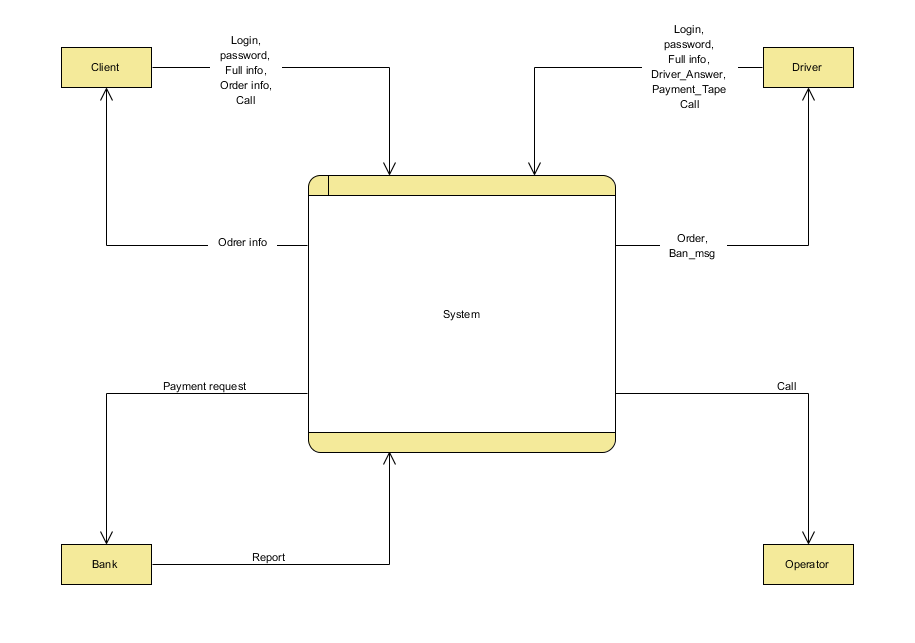 Client
Login,
password,
Full info,
Order info,
Call
Login,
password,
Full info,
Driver_Answer,
Payment_Tape
Call
Driver
Odrer info
Order,
Ban_msg
System
Payment request
Call
Bank
Report
Operator